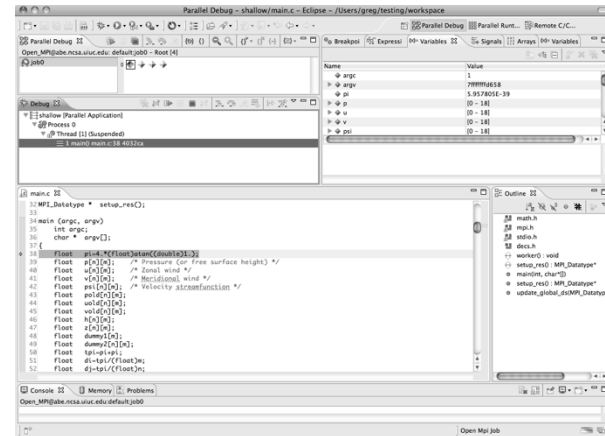 Parallel Debug - shallow/main.c - Eclipse - /Users/greg/testing/workspace
Parallel Debug Parallel Runt... Remote C/C...
Parallel Debug
Open_MPI@abe.ncsa.uiuc.edu: default:job0 - Root [4]
job0
Debug
shallow [Parallel Application]
Process 0
Thread [1] (Suspended)
1 main() main.c:38 4032ca
Breakpoi Expressi Variables Signals Arrays Variables
Name Value
argc 1
argv 7fffffffd658
pi 5.957805E-39
p [0 - 18]
u [0 - 18]
v [0 - 18]
psi [0 - 18]
main.c
32 MPI_Datatype * setup_res();
33
34 main (argc, argv)
35 int argc;
36 char * argv[];
37 {
38 float pi=4.*(float)atan((double)1.);
39 float p[n][m]; /* Pressure (or free surface height) */
40 float u[n][m]; /* Zonal wind */
41 float v[n][m]; /* Meridional wind */
42 float psi[n][m]; /* Velocity streamfunction */
43 float pold[n][m];
44 float uold[n][m];
45 float vold[n][m];
46 float h[n][m];
47 float z[n][m];
48 float dummy1[m];
49 float dummy2[n][m];
50 float tpi=pi+pi;
51 float di=tpi/(float)m;
52 float dj=tpi/(float)n;
Outline
math.h
mpi.h
stdio.h
decs.h
worker() : void
setup_res() : MPI_Datatype*
main(int, char*[])
setup_res() : MPI_Datatype*
update_global_ds(MPI_Datatyp
Console Memory Problems
Open_MPI@abe.ncsa.uiuc.edu:default:job0
Open Mpi Job